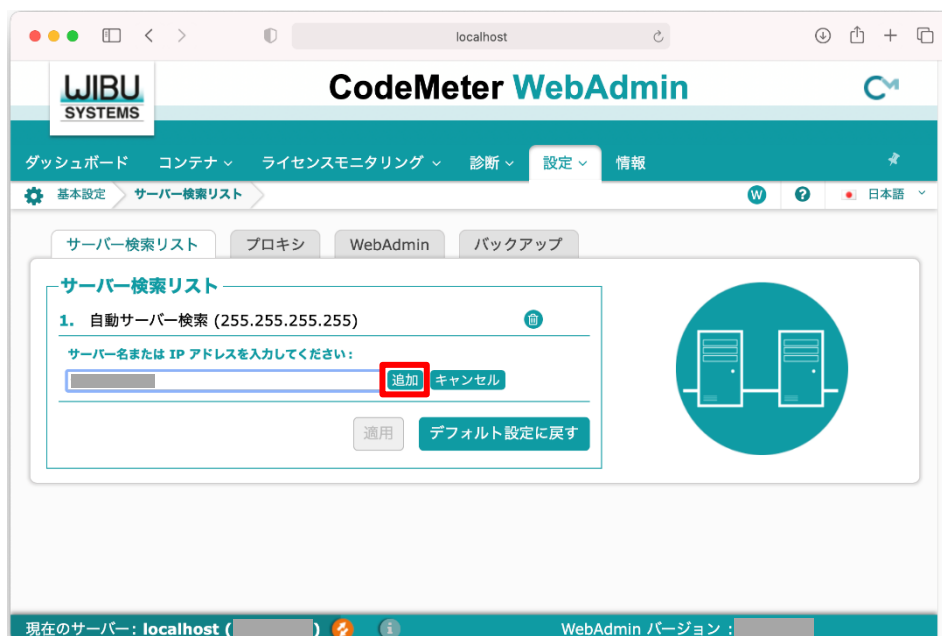 localhost
WIBU
SYSTEMS
CodeMeter WebAdmin
CM
ダッシュボード コンテナ ライセンスモニタリング 診断 設定 情報
基本設定 サーバー検索リスト W ? 日本語
サーバー検索リスト プロキシ WebAdmin バックアップ
サーバー検索リスト
1. 自動サーバー検索 (255.255.255.255)
サーバー名または IP アドレスを入力してください:
追加 キャンセル
適用 デフォルト設定に戻す
現在のサーバー: localhost ( ) i WebAdmin バージョン :